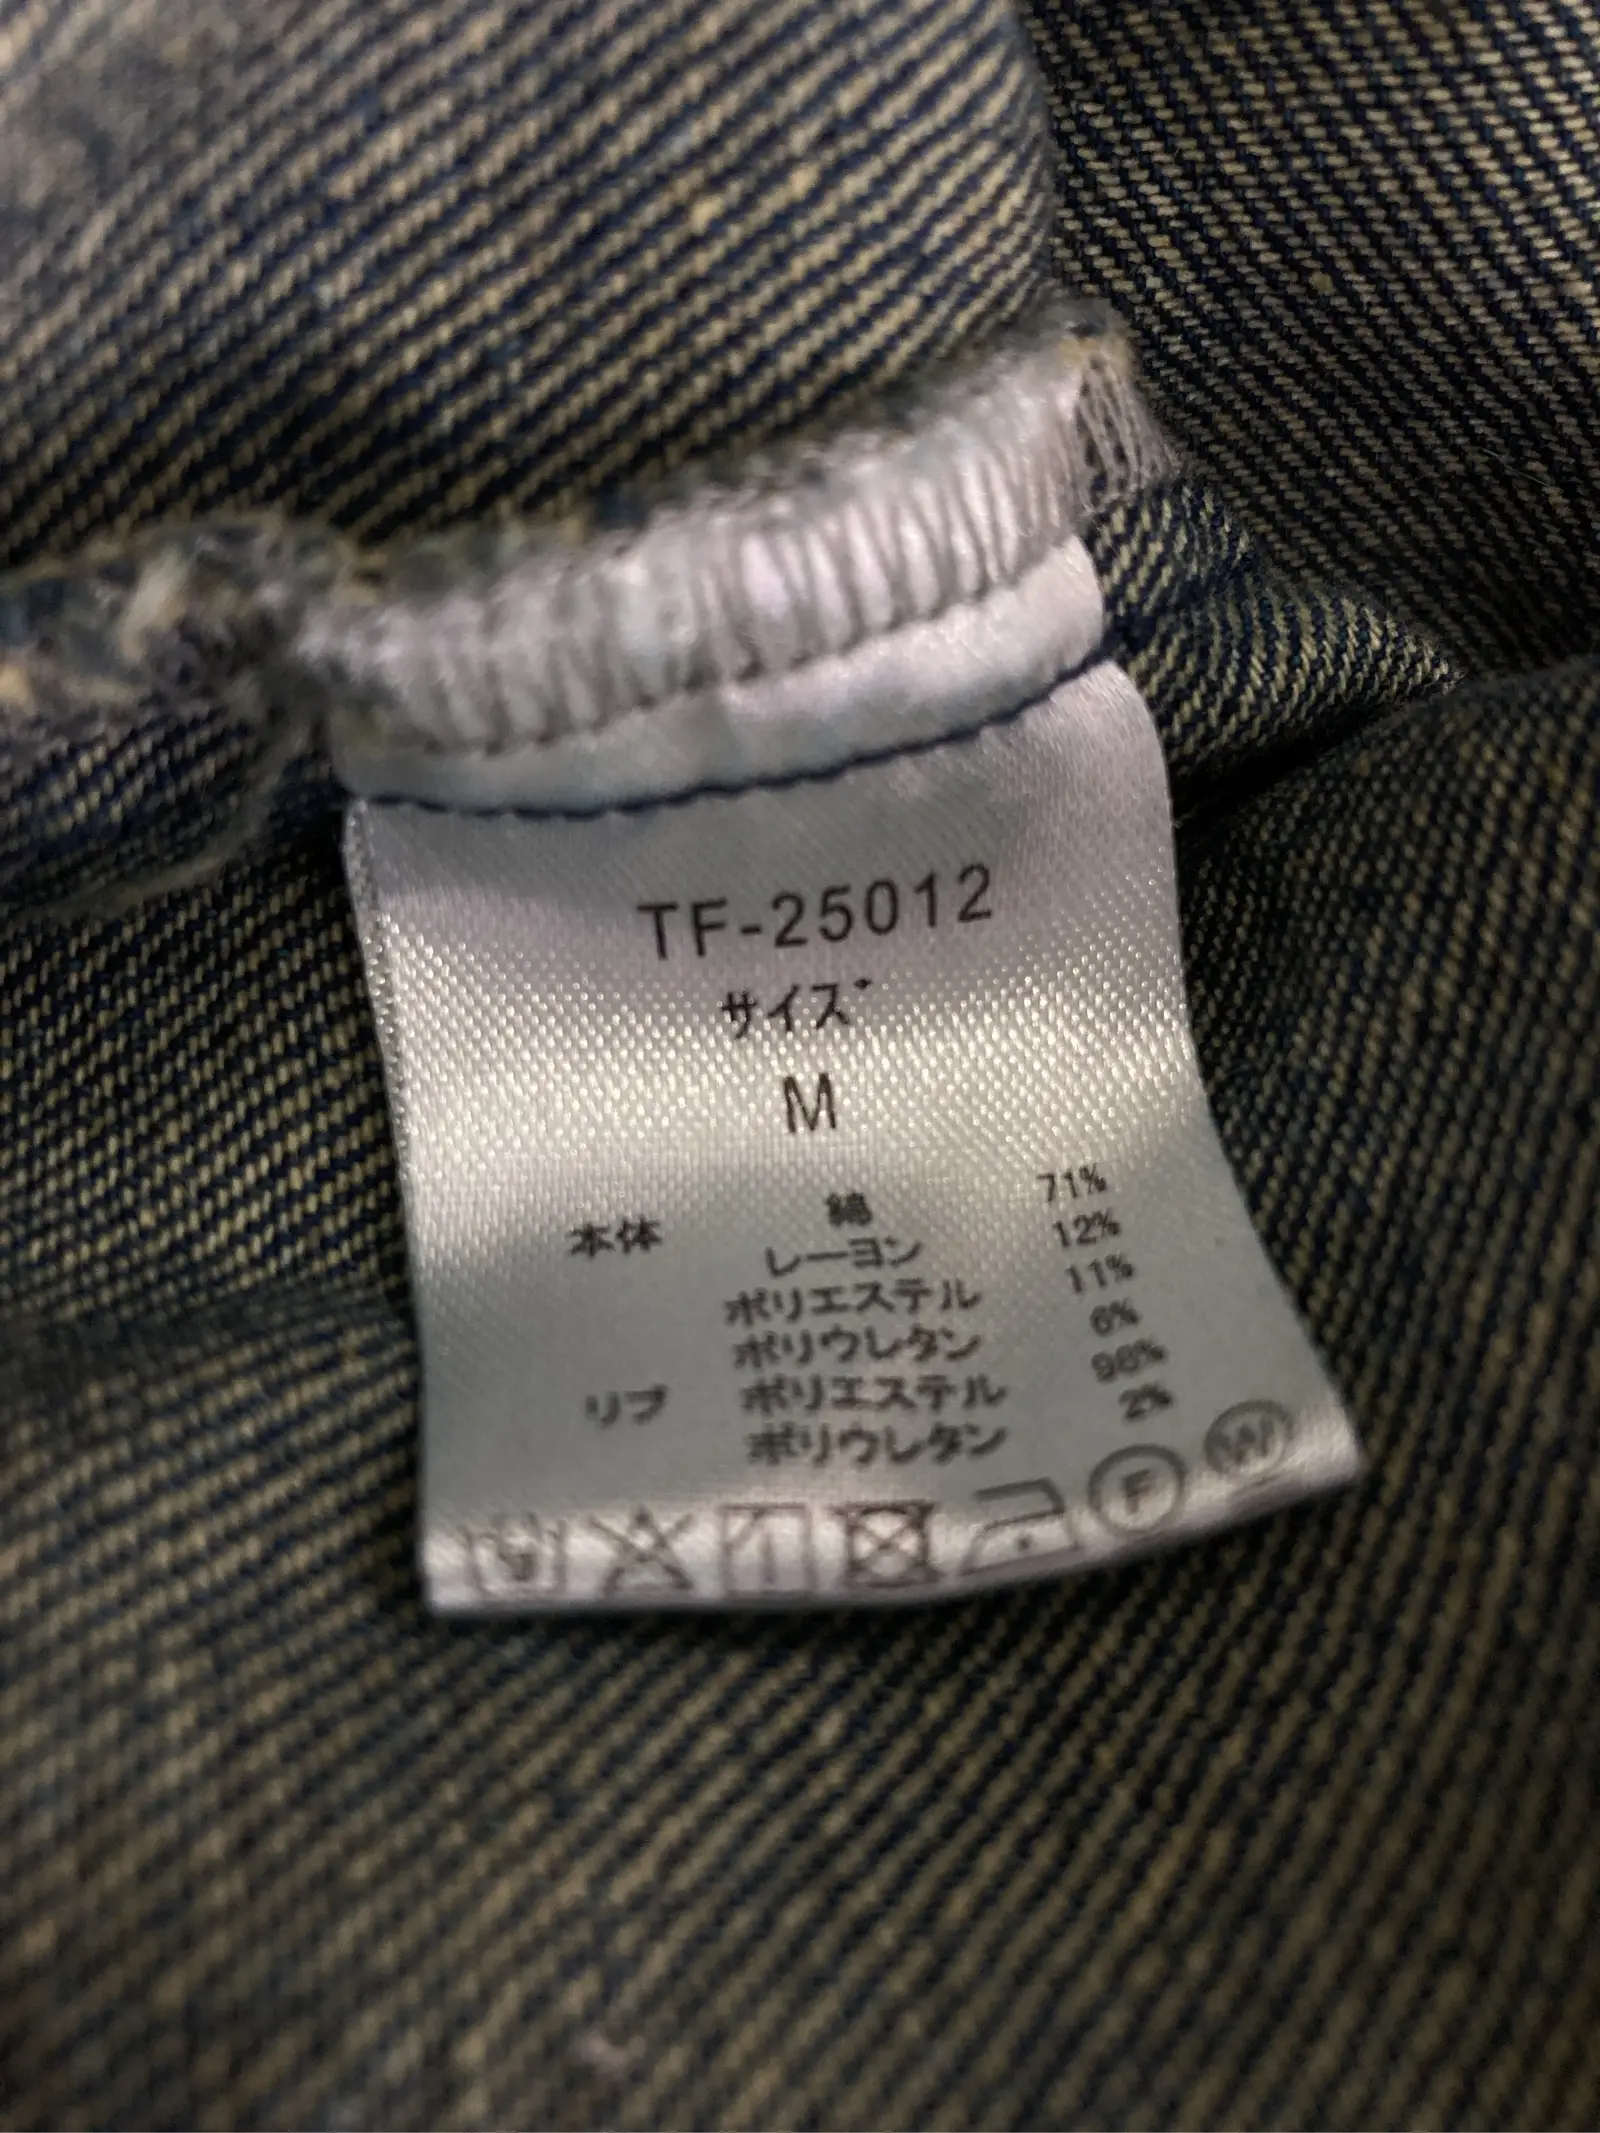 TF-25012
サイズ
M
本体 綿 71%
レーヨン 12%
ポリエステル 11%
ポリウレタン 6%
リブ ポリエステル 98%
ポリウレタン 2%
F W